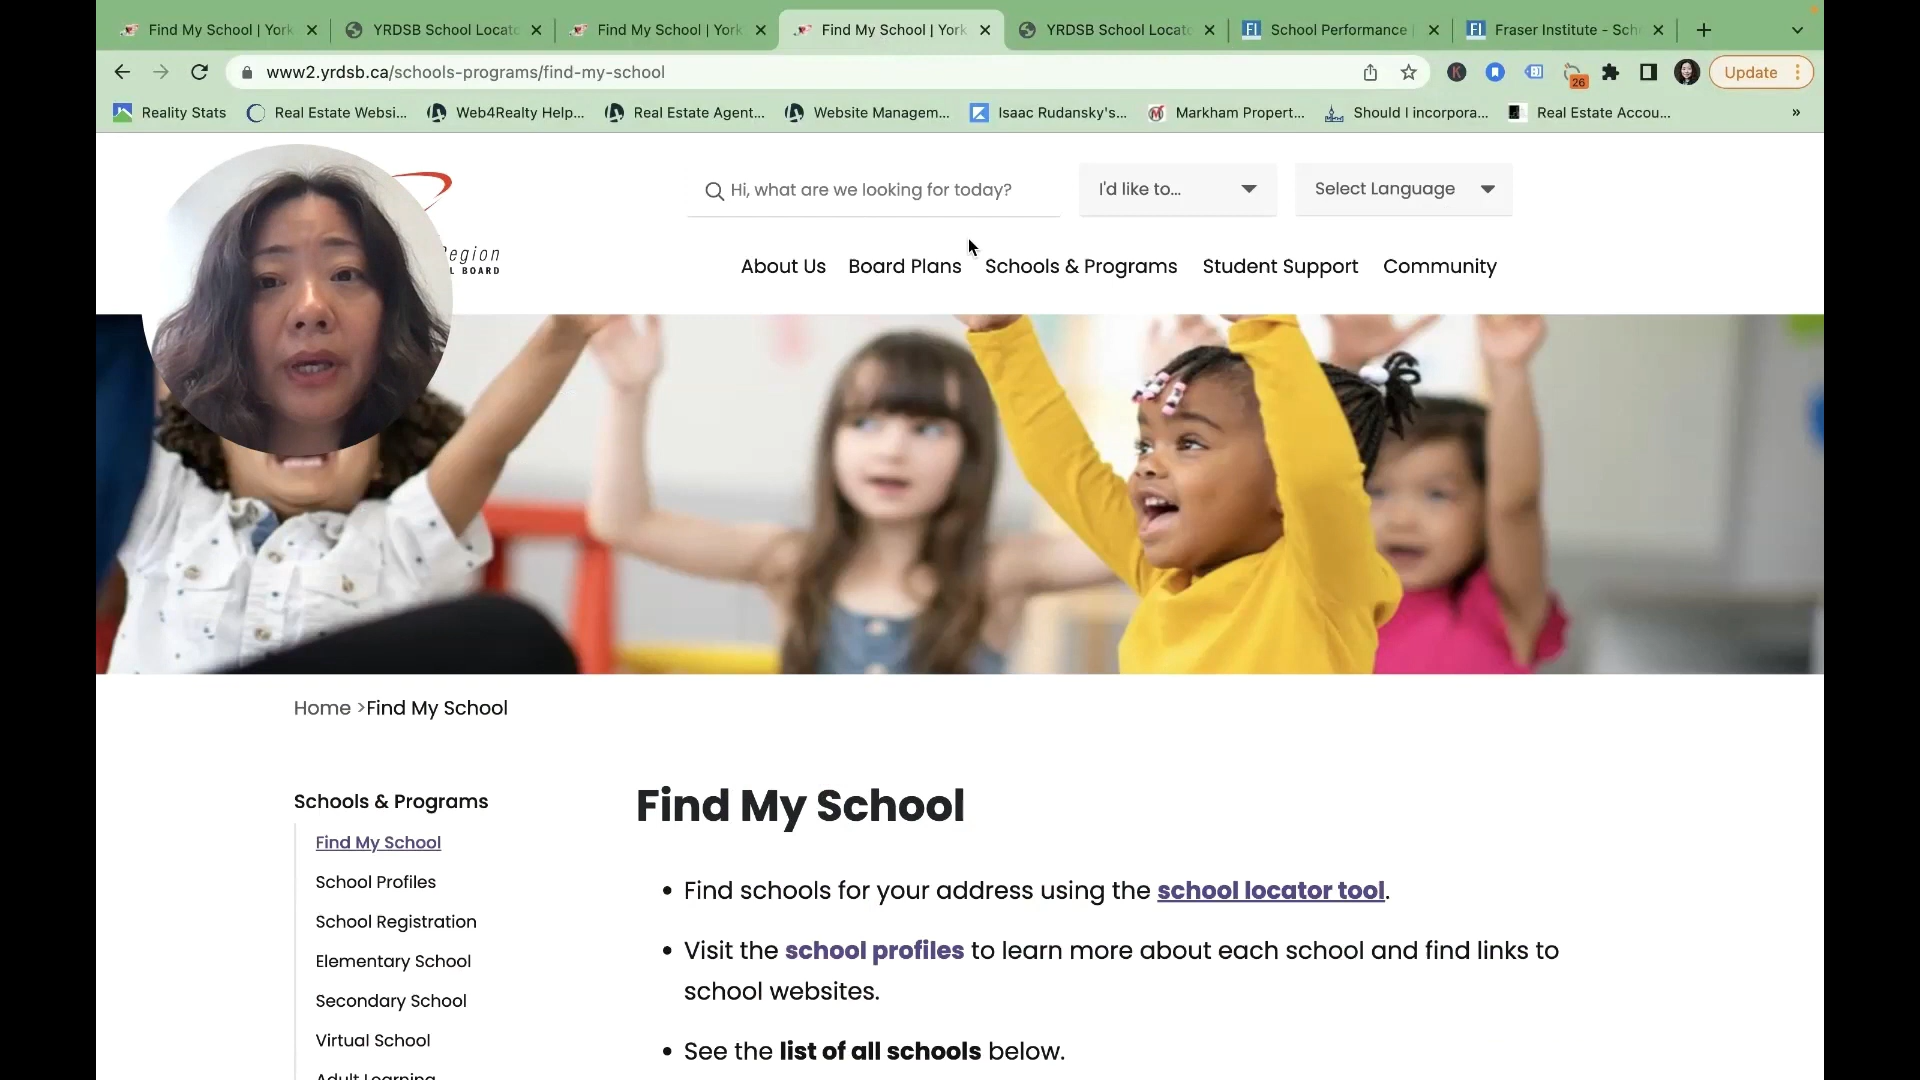 Find My School | York
YRDSB School Locato
Find My School | York
Find My School | York
YRDSB School Locato
School Performance
Fraser Institute - Sch
www2.yrdsb.ca/schools-programs/find-my-school
26
Update
Reality Stats
Real Estate Websi...
Web4Realty Help...
Real Estate Agent...
Website Managem...
Isaac Rudansky's...
Markham Propert...
Should I incorpora...
Real Estate Accou...
»
Hi, what are we looking for today?
I'd like to...
Select Language
Region
L BOARD
About Us
Board Plans
Schools & Programs
Student Support
Community
Home >Find My School
Schools & Programs
Find My School
School Profiles
School Registration
Elementary School
Secondary School
Virtual School
Adult Learning
Find My School
• Find schools for your address using the school locator tool.
• Visit the school profiles to learn more about each school and find links to
school websites.
• See the list of all schools below.